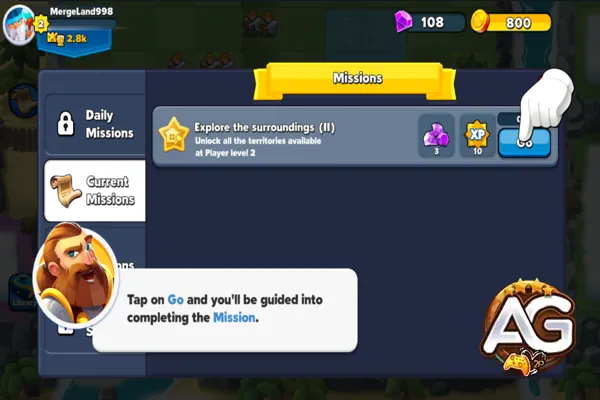 MergeLand998
2
2.8k
108
800
Missions
Daily
Missions
Explore the surroundings (II)
Unlock all the territories available
at Player level 2
XP
3
10
Go
Current
Missions
Library
Tap on Go and you'll be guided into
completing the Mission.
AG